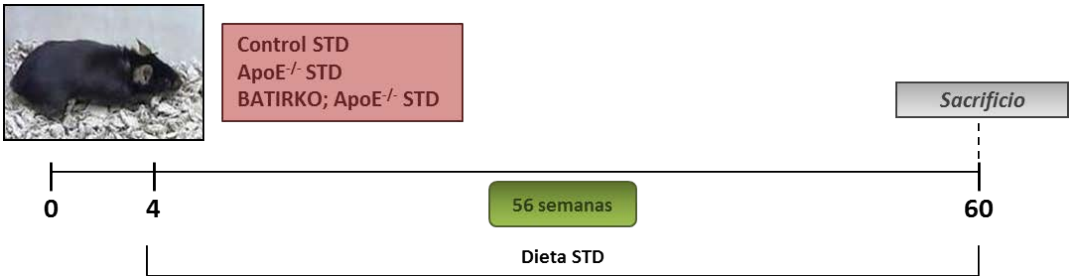 Control STD
ApoE-/- STD
BATIRKO; ApoE-/- STD
Sacrificio
0
4
56 semanas
60
Dieta STD